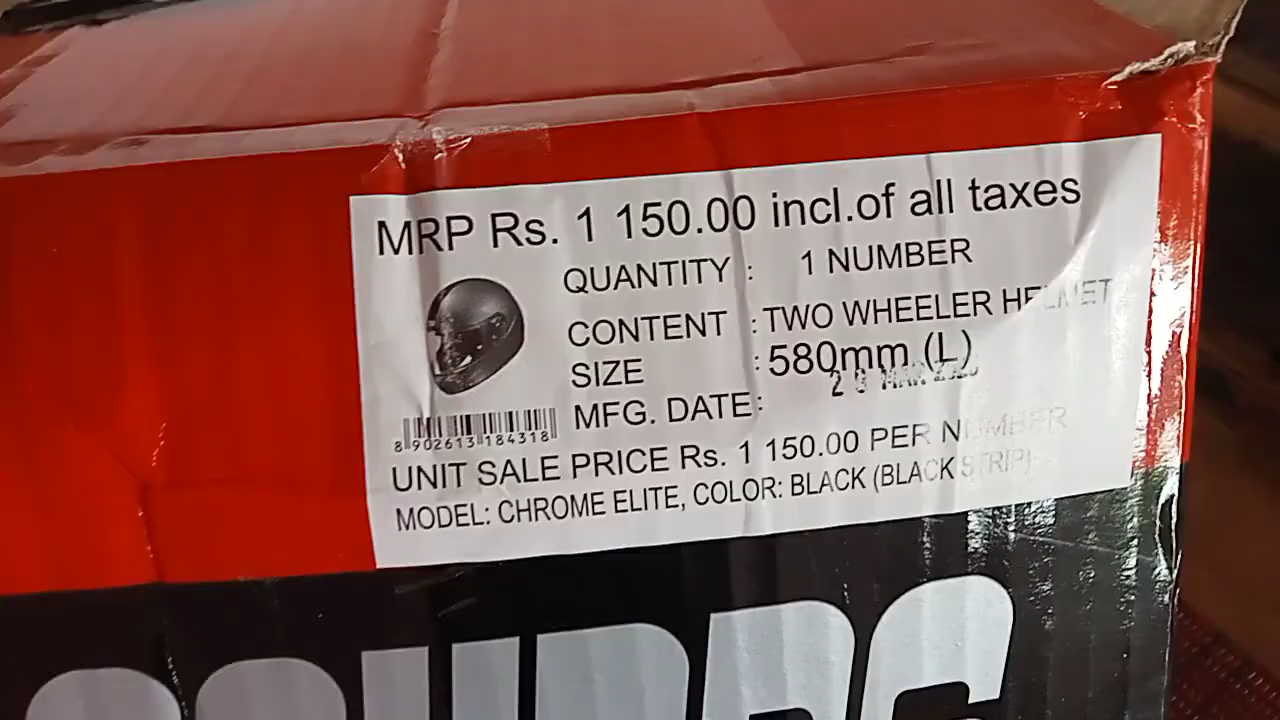 MRP Rs. 1 150.00 incl.of all taxes
QUANTITY : 1 NUMBER
CONTENT : TWO WHEELER HELMET
SIZE : 580mm (L)
MFG. DATE:
8 902613 184318
UNIT SALE PRICE Rs. 1 150.00 PER NUMBER
MODEL: CHROME ELITE, COLOR: BLACK (BLACK STRIP)